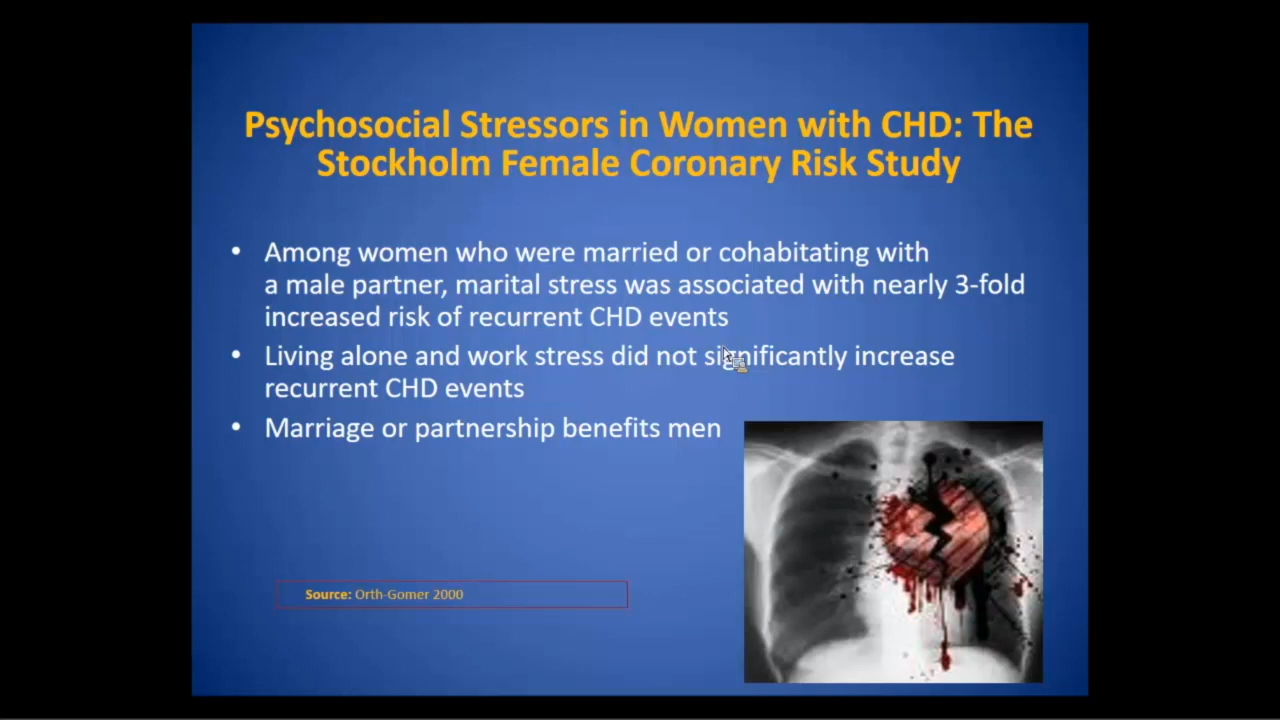 Psychosocial Stressors in Women with CHD: The
Stockholm Female Coronary Risk Study
• Among women who were married or cohabitating with
a male partner, marital stress was associated with nearly 3-fold
increased risk of recurrent CHD events
• Living alone and work stress did not significantly increase
recurrent CHD events
• Marriage or partnership benefits men
Source: Orth-Gomer 2000